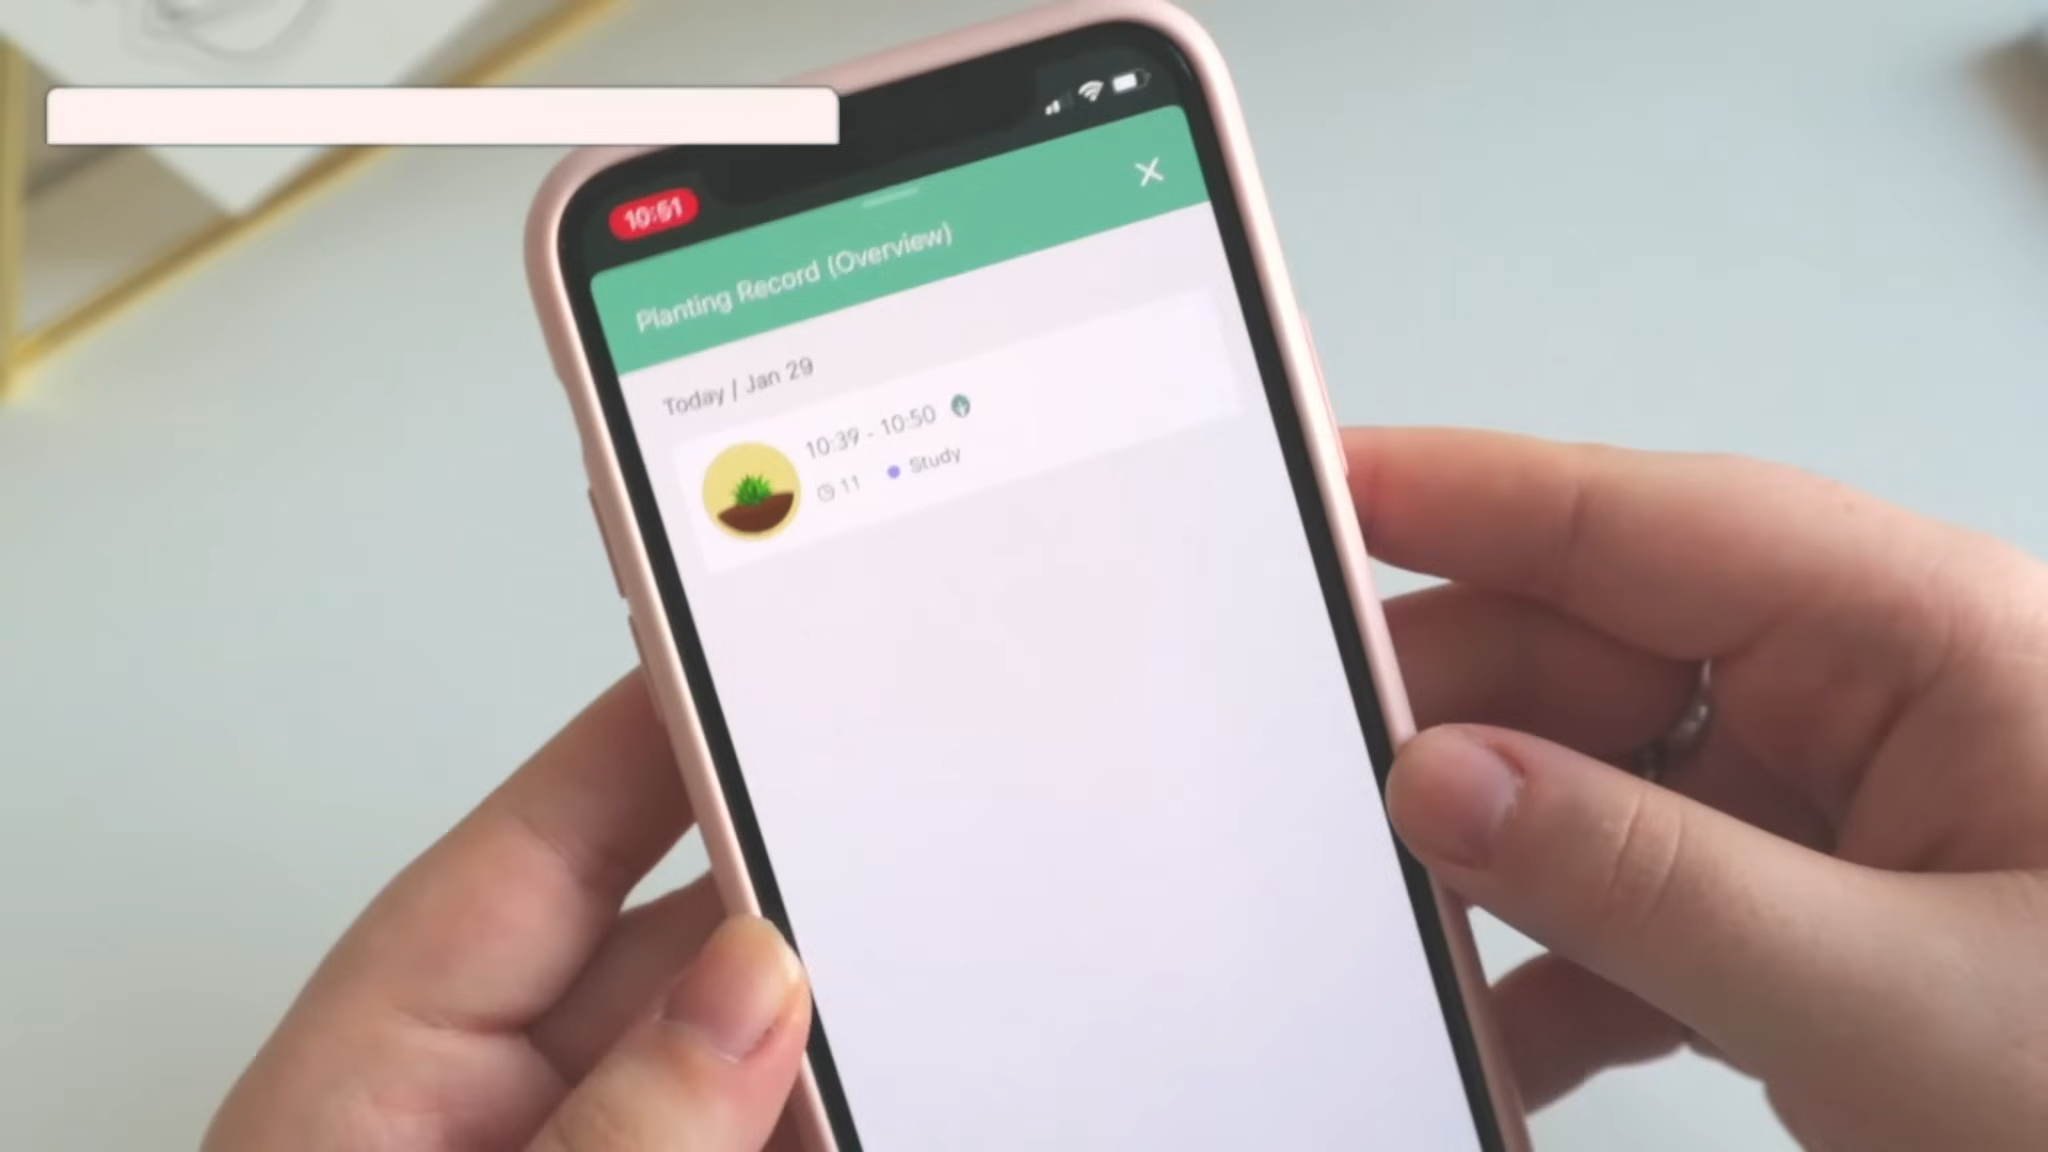 10:51
Planting Record (Overview)
Today / Jan 29
10:39 - 10:50
11 Study